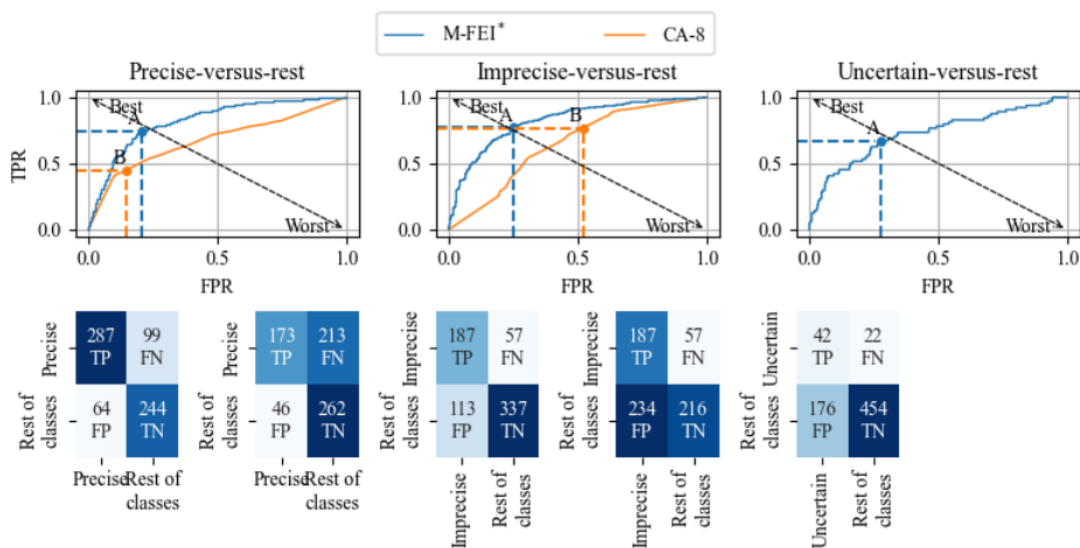 M-FEI*
CA-8
Precise-versus-rest
Imprecise-versus-rest
Uncertain-versus-rest
TPR
1.0
0.5
0.0
Best
A
B
Worst
0.0
0.5
1.0
FPR
1.0
0.5
0.0
Best
A
B
Worst
0.0
0.5
1.0
FPR
1.0
0.5
0.0
Best
A
Worst
0.0
0.5
1.0
FPR
Precise
Rest of
classes
287
TP
99
FN
64
FP
244
TN
Precise
Rest of
classes
Precise
Rest of
classes
173
TP
213
FN
46
FP
262
TN
Precise
Rest of
classes
Imprecise
Rest of
classes
187
TP
57
FN
113
FP
337
TN
Imprecise
Rest of
classes
Imprecise
Rest of
classes
187
TP
57
FN
234
FP
216
TN
Imprecise
Rest of
classes
Uncertain
Rest of
classes
42
TP
22
FN
176
FP
454
TN
Uncertain
Rest of
classes